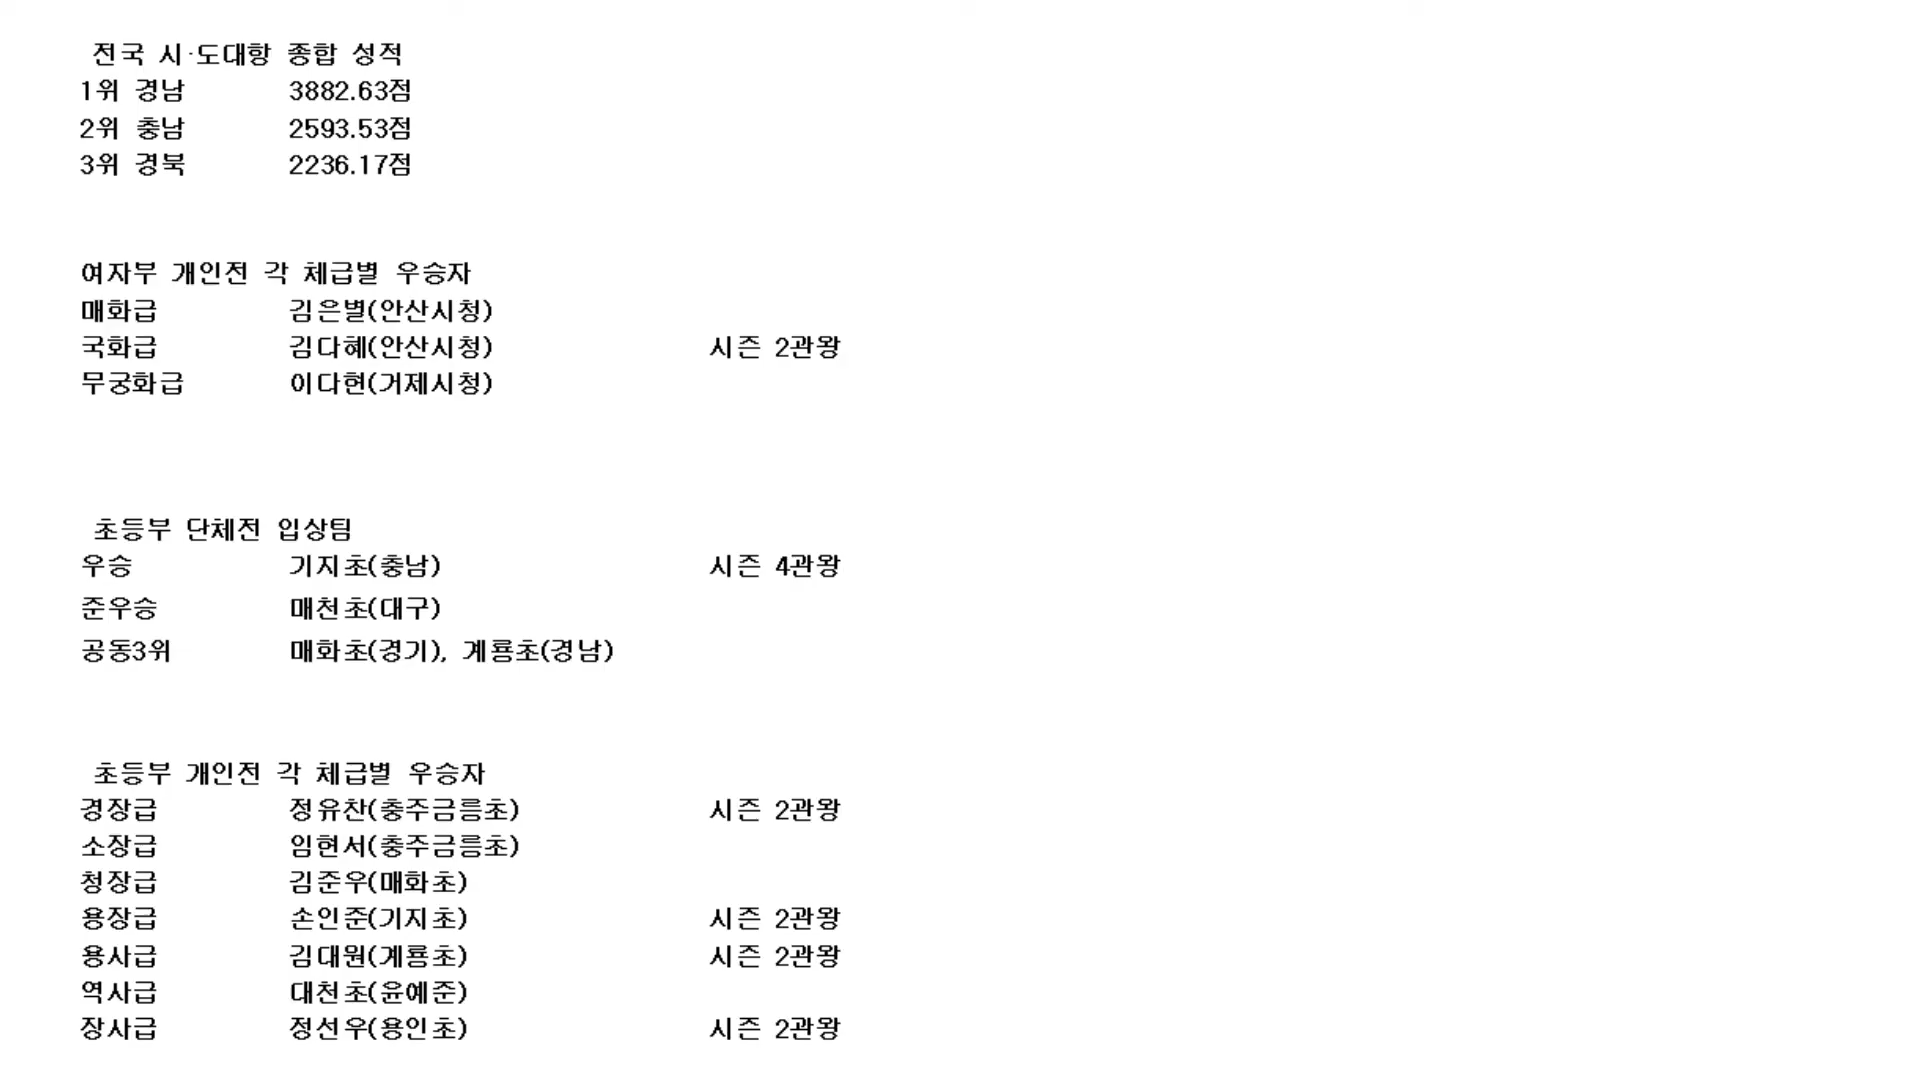 전국 시·도대항 종합 성적
1위 경남 3882.63점
2위 충남 2593.53점
3위 경북 2236.17점
여자부 개인전 각 체급별 우승자
매화급 김은별(안산시청)
국화급 김다혜(안산시청) 시즌 2관왕
무궁화급 이다현(거제시청)
초등부 단체전 입상팀
우승 기지초(충남) 시즌 4관왕
준우승 매천초(대구)
공동3위 매화초(경기), 계룡초(경남)
초등부 개인전 각 체급별 우승자
경장급 정유찬(충주금릉초) 시즌 2관왕
소장급 임현서(충주금릉초)
청장급 김준우(매화초)
용장급 손인준(기지초) 시즌 2관왕
용사급 김대원(계룡초) 시즌 2관왕
역사급 대천초(윤예준)
장사급 정선우(용인초) 시즌 2관왕